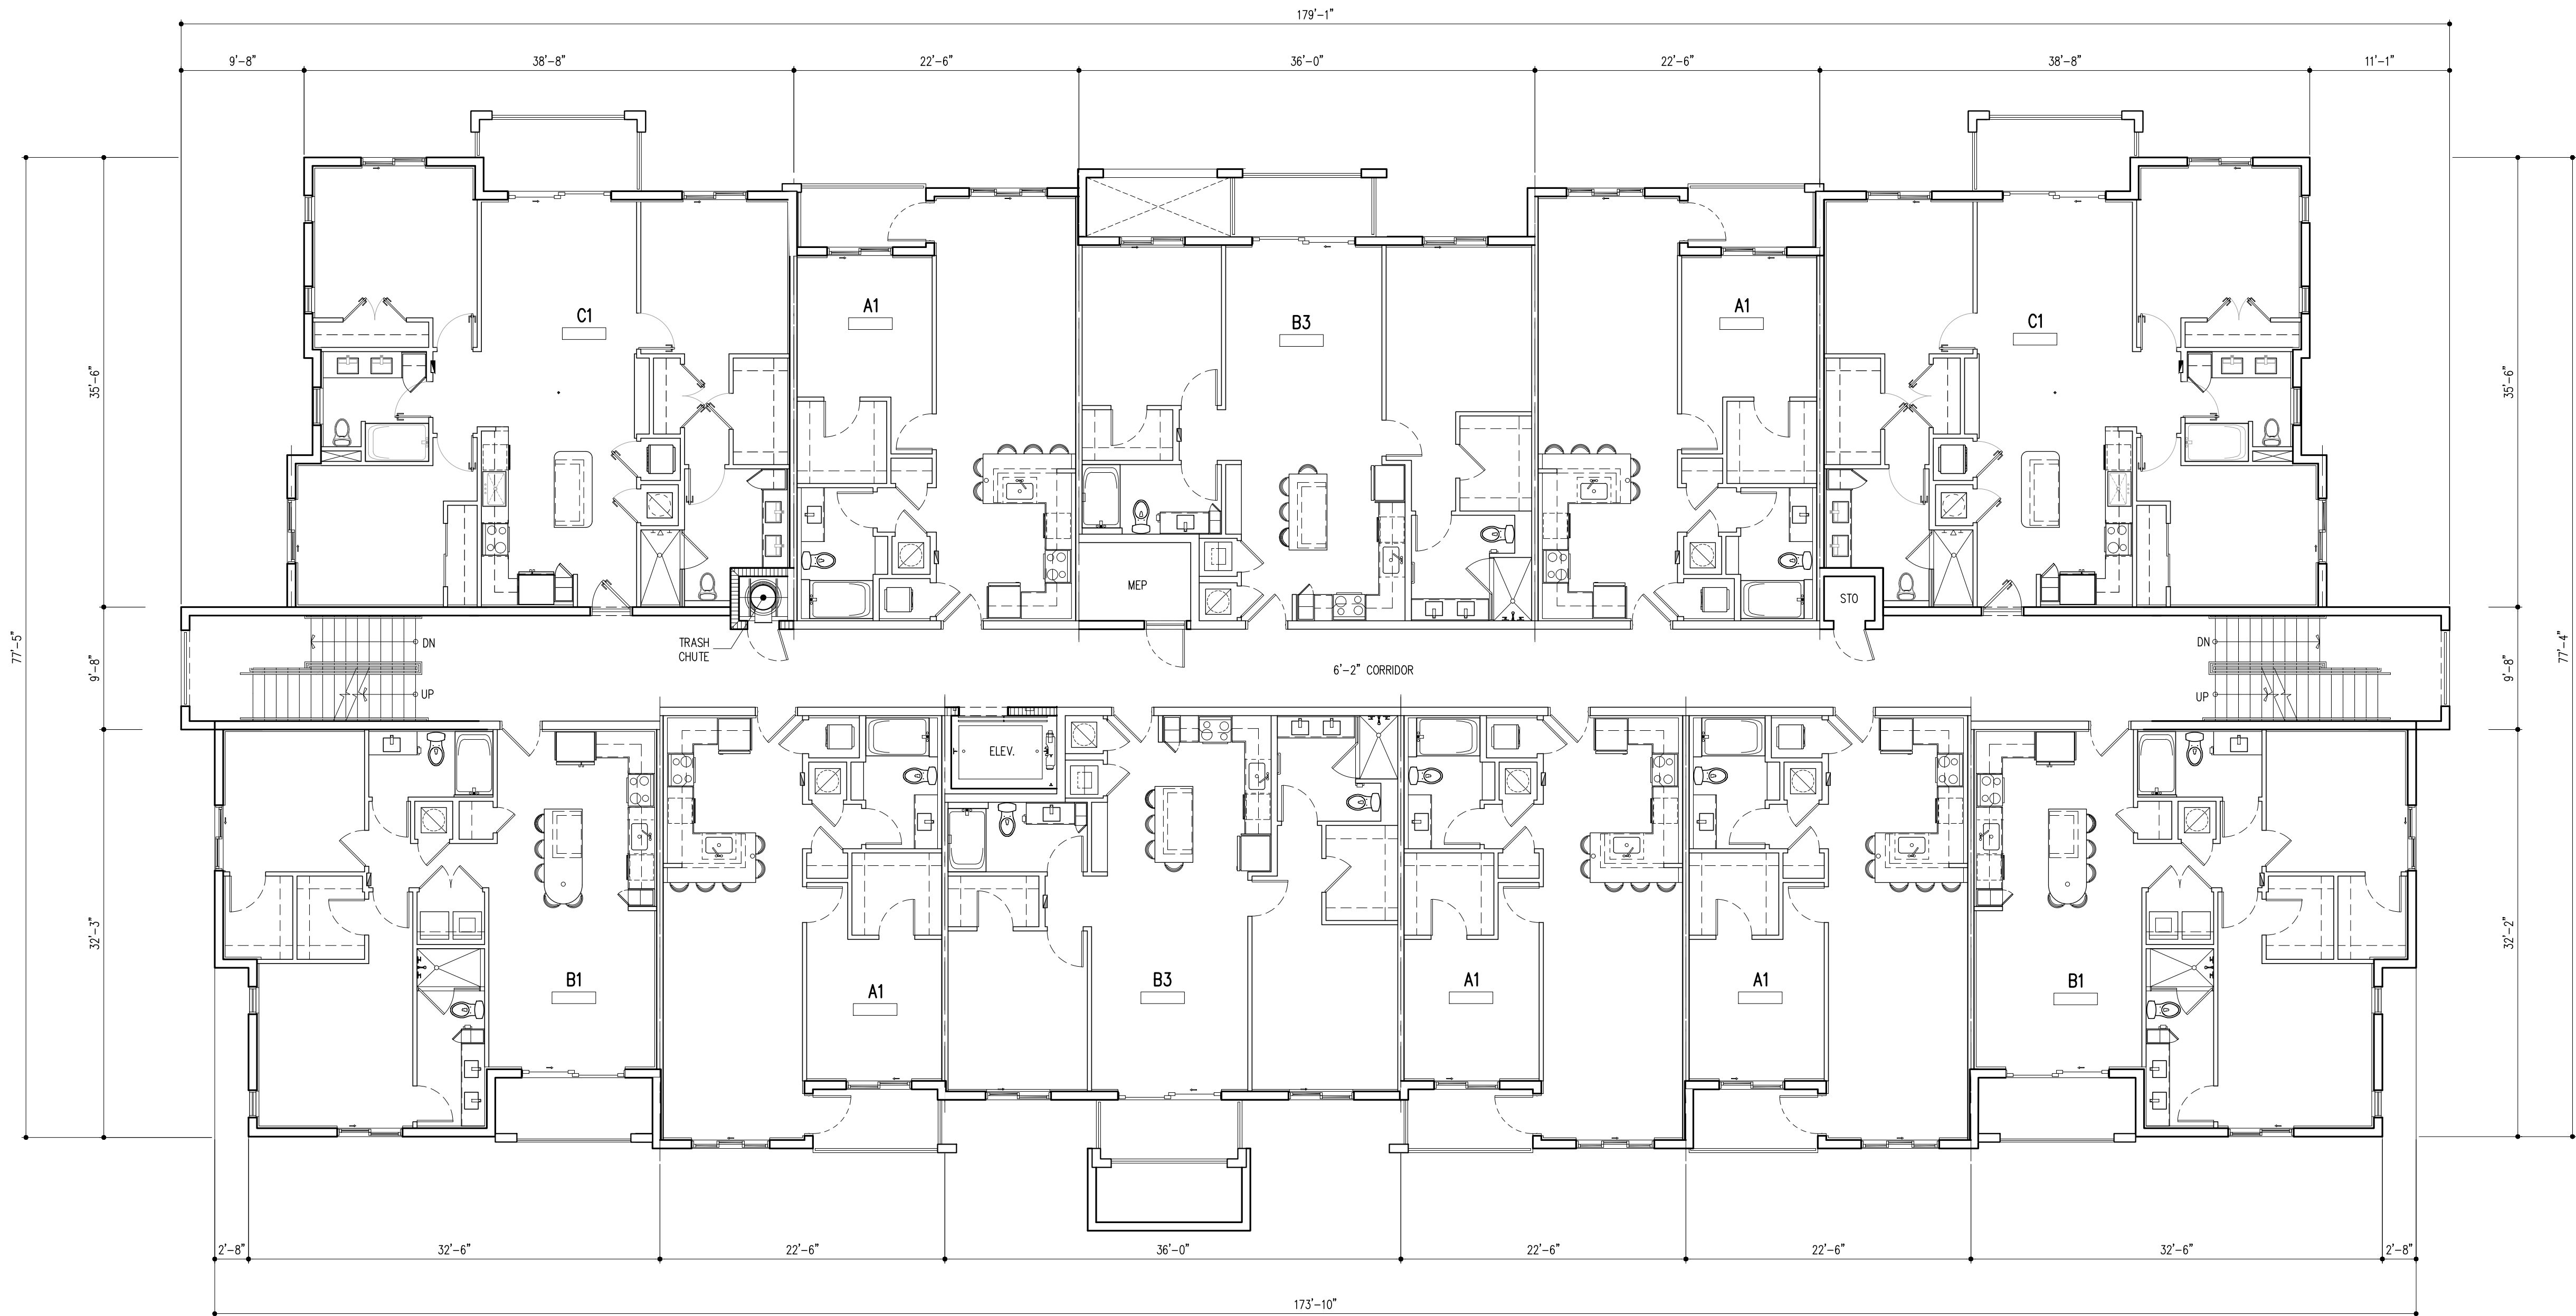 179'-1"
9'-8"
38'-8"
22'-6"
36'-0"
22'-6"
38'-8"
11'-1"
C1
A1
B3
A1
C1
35'-6"
35'-6"
MEP
STO
TRASH
CHUTE
DN
UP
6'-2" CORRIDOR
DN
UP
77'-5"
9'-8"
9'-8"
77'-4"
ELEV.
32'-3"
32'-2"
B1
A1
B3
A1
A1
B1
2'-8"
32'-6"
22'-6"
36'-0"
22'-6"
22'-6"
32'-6"
2'-8"
173'-10"